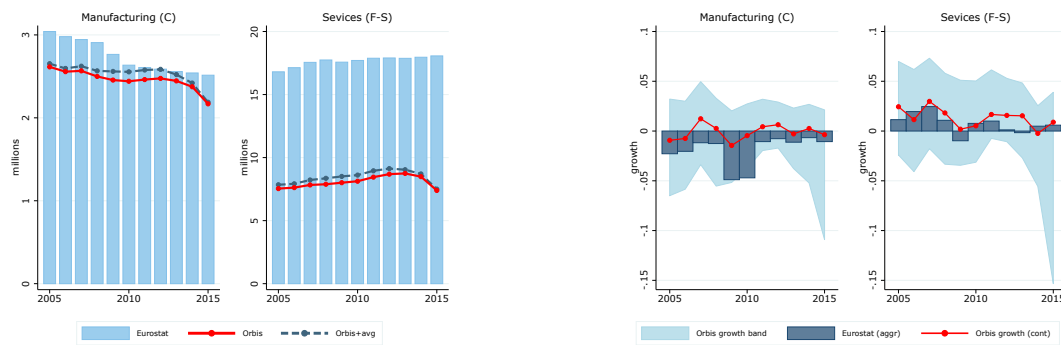 Manufacturing (C)
Sevices (F-S)
millions
0
1
2
3
0
5
10
15
20
2005
2010
2015
2005
2010
2015
Eurostat
Orbis
Orbis+avg
Manufacturing (C)
Sevices (F-S)
growth
-.15
-.1
-.05
0
.05
.1
growth
-.15
-.1
-.05
0
.05
.1
2005
2010
2015
2005
2010
2015
Orbis growth band
Eurostat (aggr)
Orbis growth (cont)